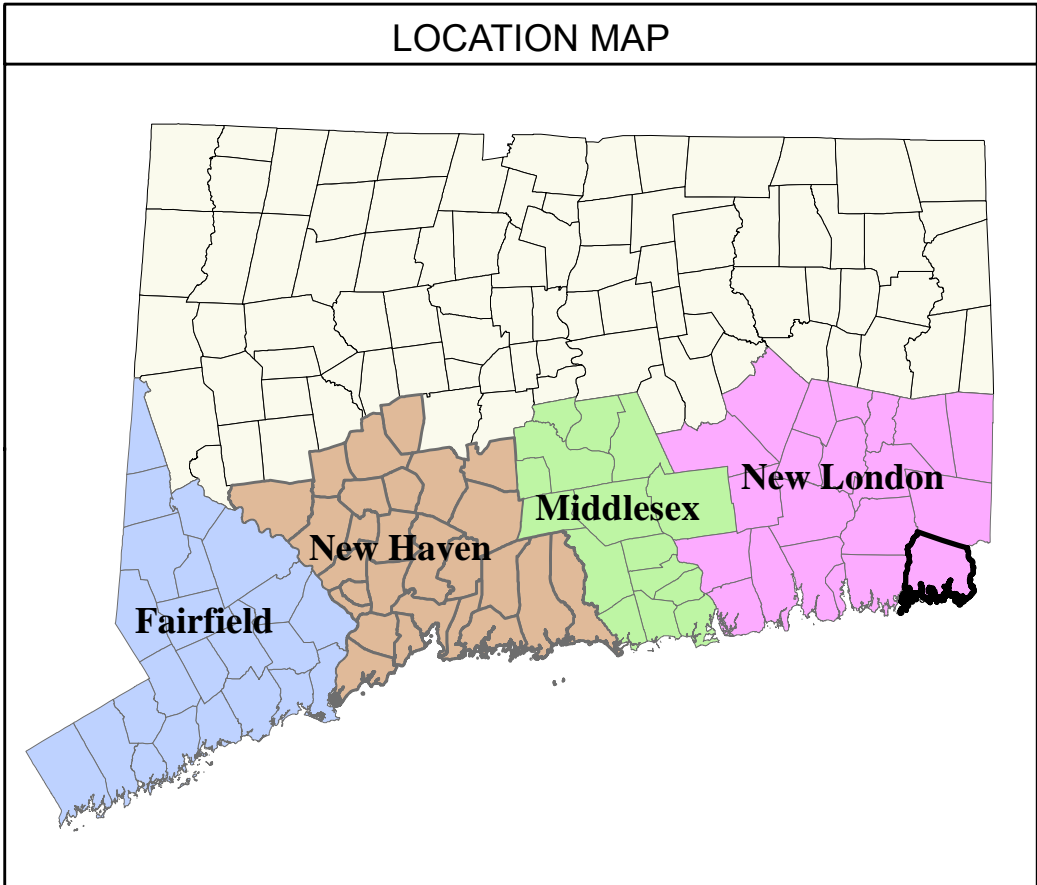 LOCATION MAP
New London
Middlesex
New Haven
Fairfield